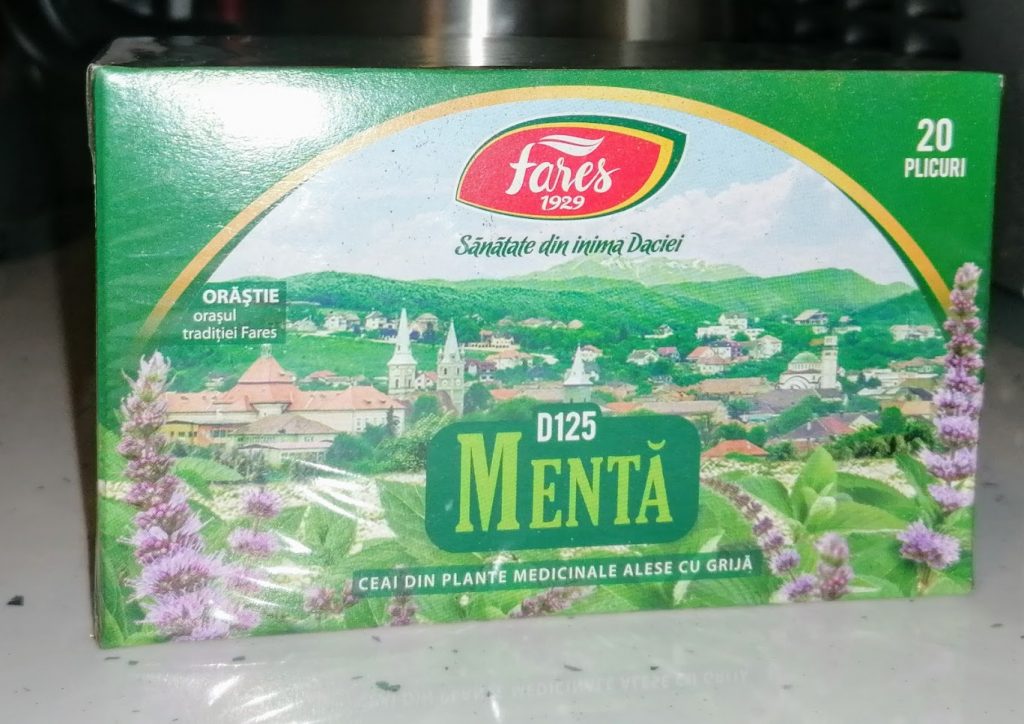 fares
1929
Sănătate din inima Daciei
20
PLICURI
ORĂȘTIE
orașul
tradiției Fares
D125
MENTĂ
CEAI DIN PLANTE MEDICINALE ALESE CU GRIJĂ